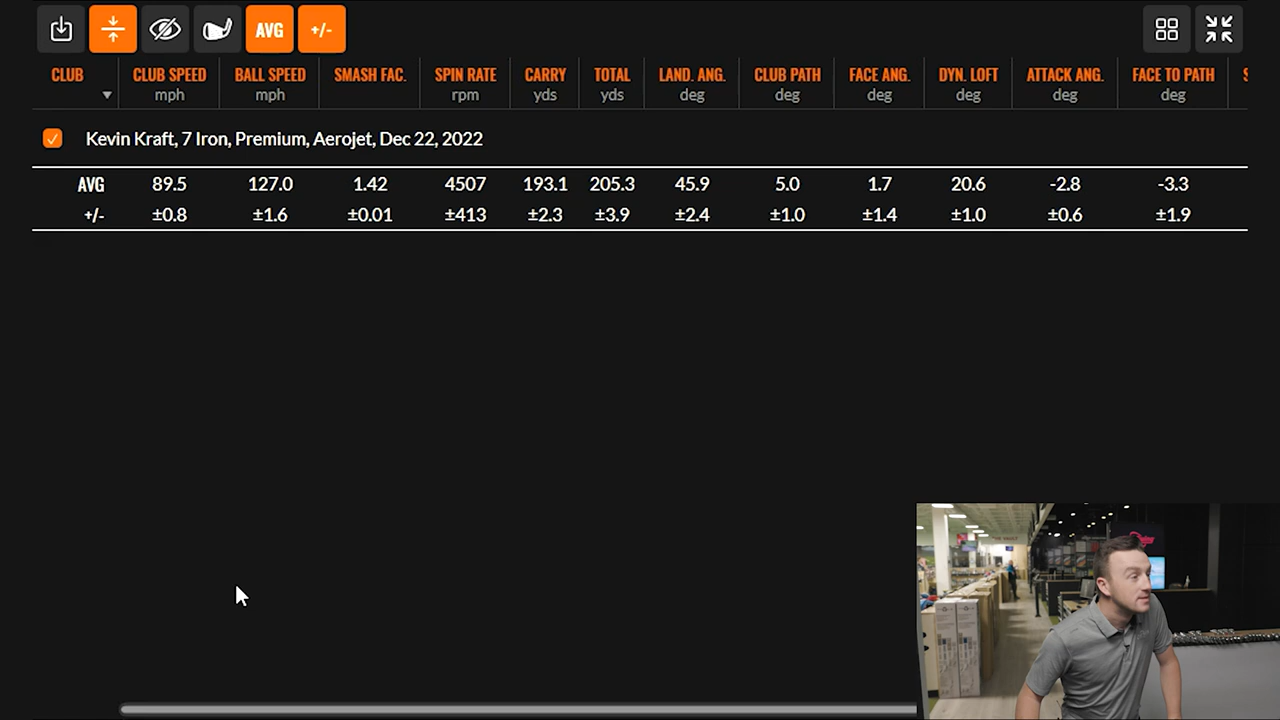 AVG +/-
CLUB CLUB SPEED BALL SPEED SMASH FAC. SPIN RATE CARRY TOTAL LAND. ANG. CLUB PATH FACE ANG. DYN. LOFT ATTACK ANG. FACE TO PATH S
mph mph rpm yds yds deg deg deg deg deg deg
Kevin Kraft, 7 Iron, Premium, Aerojet, Dec 22, 2022
AVG 89.5 127.0 1.42 4507 193.1 205.3 45.9 5.0 1.7 20.6 -2.8 -3.3
+/- ±0.8 ±1.6 ±0.01 ±413 ±2.3 ±3.9 ±2.4 ±1.0 ±1.4 ±1.0 ±0.6 ±1.9